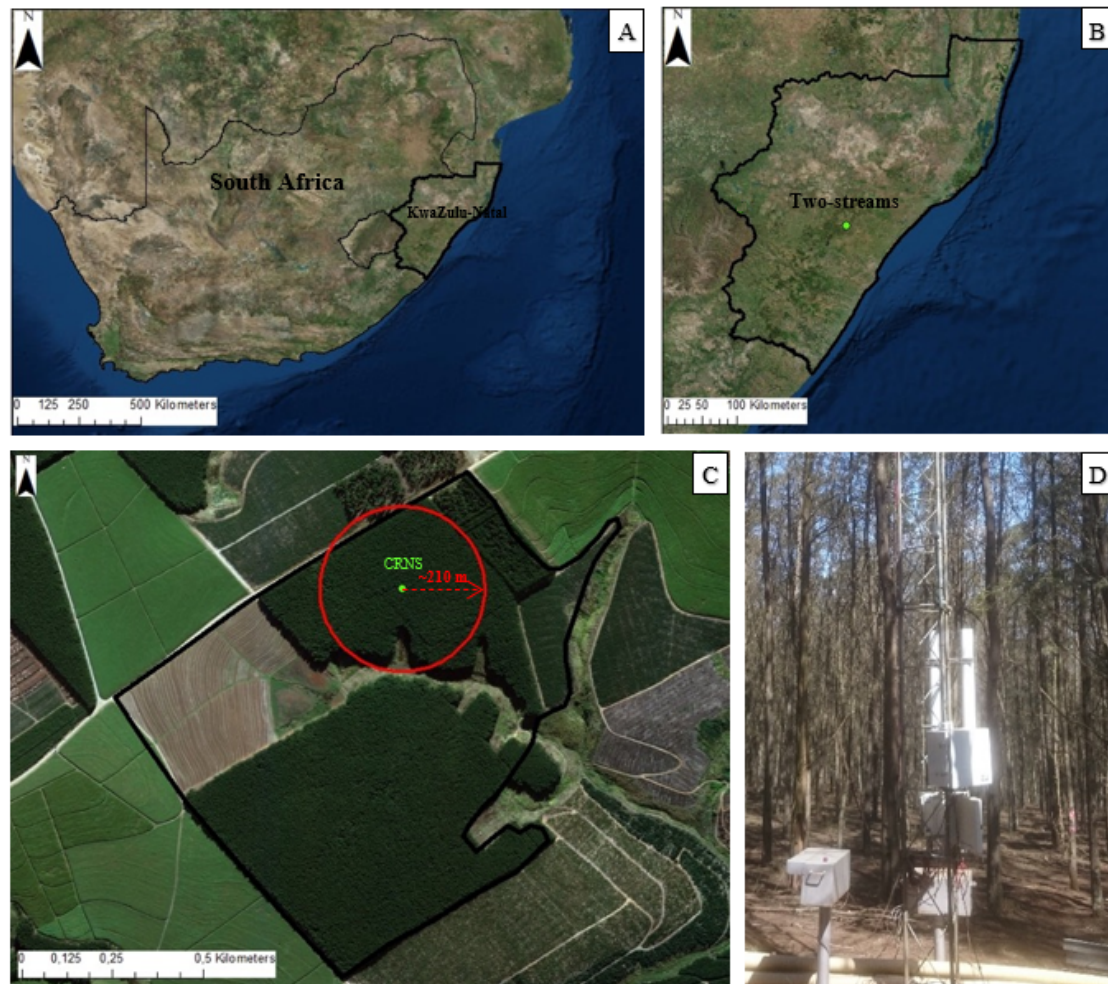 N
A
South Africa
KwaZulu-Natal
0 125 250 500 Kilometers
N
B
Two-streams
0 25 50 100 Kilometers
N
C
CRNS
~210 m
0 0,125 0,25 0,5 Kilometers
D